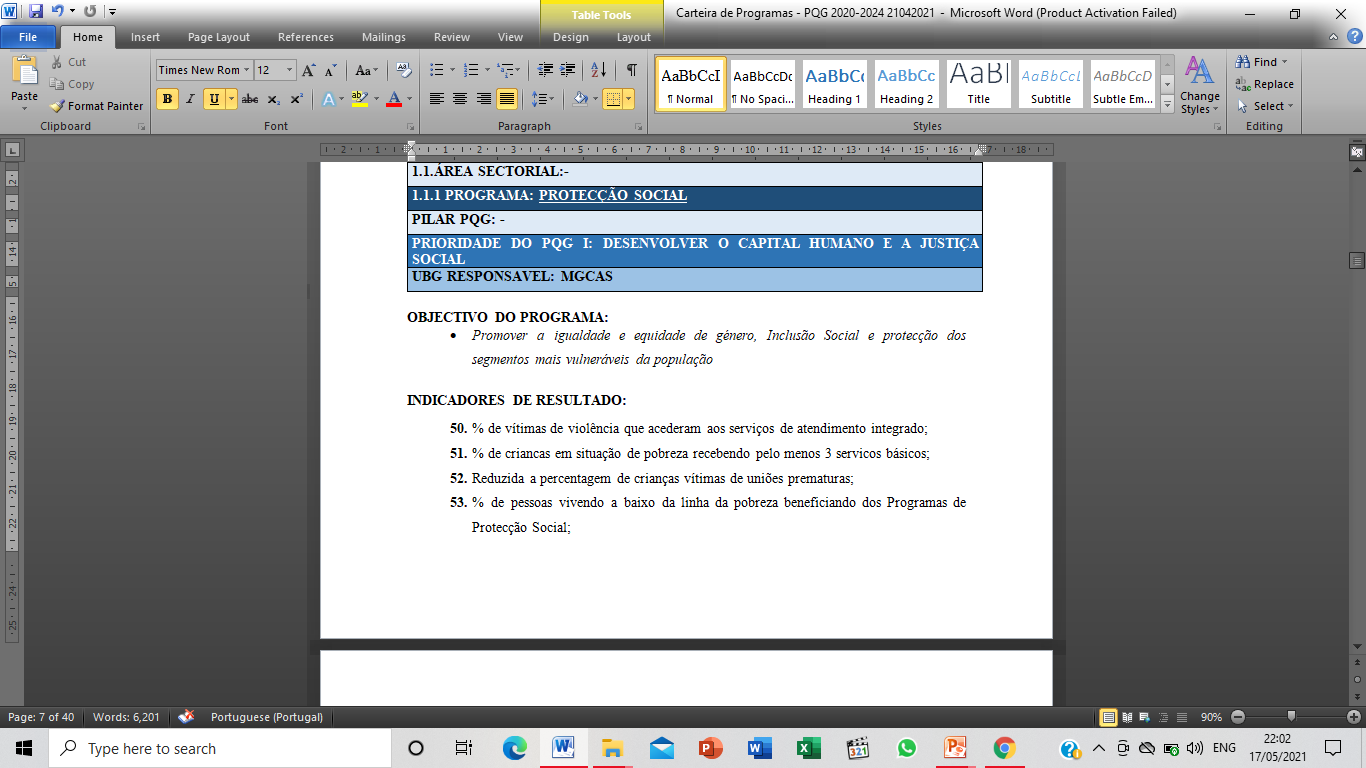 Table Tools
Carteira de Programas - PQG 2020-2024 21042021 - Microsoft Word (Product Activation Failed)
File Home Insert Page Layout References Mailings Review View Design Layout
Paste
Cut
Copy
Format Painter
Clipboard
Times New Rom 12
Font
Paragraph
AaBbCcI AaBbCcDc AaBbCc AaBbCc AaBl AaBbCcL AaBbCcD
¶ Normal ¶ No Spaci... Heading 1 Heading 2 Title Subtitle Subtle Em...
Change Styles
Styles
Find
Replace
Select
Editing
1.1.ÁREA SECTORIAL:-
1.1.1 PROGRAMA: PROTECÇÃO SOCIAL
PILAR PQG: -
PRIORIDADE DO PQG I: DESENVOLVER O CAPITAL HUMANO E A JUSTIÇA
SOCIAL
UBG RESPONSAVEL: MGCAS
OBJECTIVO DO PROGRAMA:
• Promover a igualdade e equidade de género, Inclusão Social e protecção dos
segmentos mais vulneráveis da população
INDICADORES DE RESULTADO:
50. % de vítimas de violência que acederam aos serviços de atendimento integrado;
51. % de criancas em situação de pobreza recebendo pelo menos 3 servicos básicos;
52. Reduzida a percentagem de crianças vítimas de uniões prematuras;
53. % de pessoas vivendo a baixo da linha da pobreza beneficiando dos Programas de
Protecção Social;
Page: 7 of 40 Words: 6,201 Portuguese (Portugal) 90%
Type here to search
ENG
22:02
17/05/2021